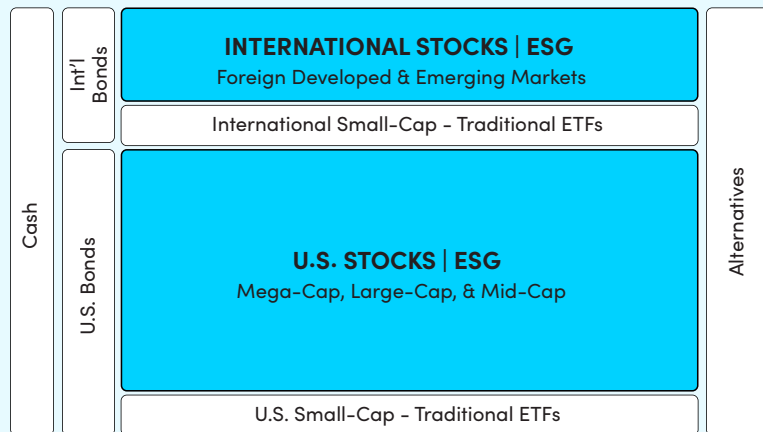 Cash
Int'l
Bonds
INTERNATIONAL STOCKS | ESG
Foreign Developed & Emerging Markets
International Small-Cap - Traditional ETFs
U.S. Bonds
U.S. STOCKS | ESG
Mega-Cap, Large-Cap, & Mid-Cap
U.S. Small-Cap - Traditional ETFs
Alternatives